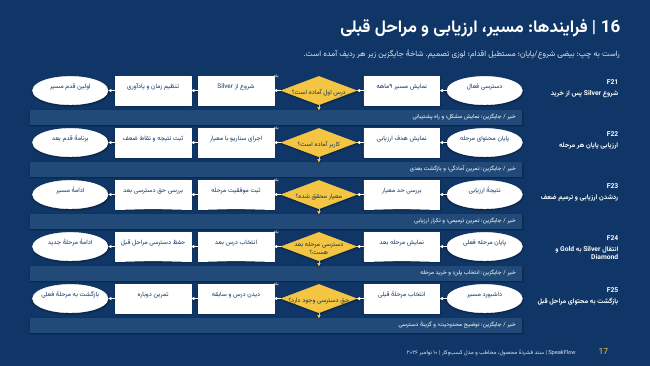 16 | فرایندها: مسیر، ارزیابی و مراحل قبلی
راست به چپ: بیضی شروع/پایان؛ مستطیل اقدام؛ لوزی تصمیم. شاخهٔ جایگزین زیر هر ردیف آمده است.
F21
شروع Silver پس از خرید
دسترسی فعال
نمایش مسیر ۹ماهه
درس اول آماده است؟
شروع از Silver
تنظیم زمان و یادآوری
اولین قدم مسیر
خیر / جایگزین: نمایش مشکل؛ و راه پشتیبانی
F22
ارزیابی پایان هر مرحله
پایان محتوای مرحله
نمایش هدف ارزیابی
کاربر آماده است؟
اجرای سناریو با معیار
ثبت نتیجه و نقاط ضعف
برنامهٔ قدم بعد
خیر / جایگزین: تمرین آمادگی؛ و بازگشت بعدی
F23
ردشدن ارزیابی و ترمیم ضعف
نتیجهٔ ارزیابی
بررسی حد معیار
معیار محقق شده؟
ثبت موفقیت مرحله
بررسی حق دسترسی بعد
ادامهٔ مسیر
خیر / جایگزین: تمرین ترمیمی؛ و تکرار ارزیابی
F24
انتقال Silver به Gold و
Diamond
پایان مرحله فعلی
نمایش مرحله بعد
دسترسی مرحله بعد
هست؟
انتخاب درس بعد
حفظ دسترسی مراحل قبل
ادامهٔ مرحلهٔ جدید
خیر / جایگزین: انتخاب پلن؛ و خرید مرحله
F25
بازگشت به محتوای مراحل قبل
داشبورد مسیر
انتخاب مرحلهٔ قبلی
حق دسترسی وجود دارد؟
دیدن درس و سابقه
تمرین دوباره
بازگشت به مرحلهٔ فعلی
خیر / جایگزین: توضیح محدودیت؛ و گزینهٔ دسترسی
SpeakFlow | سند فشردهٔ محصول، مخاطب و مدل کسب‌وکار | ۱۰ نوامبر ۲۰۲۶
17